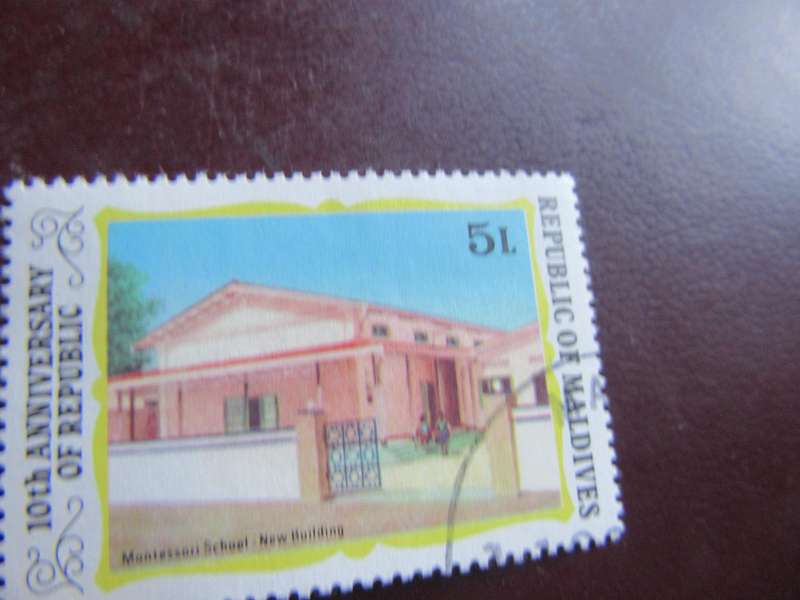 10th ANNIVERSARY
OF REPUBLIC
5L
REPUBLIC OF MALDIVES
Montessori School - New Building